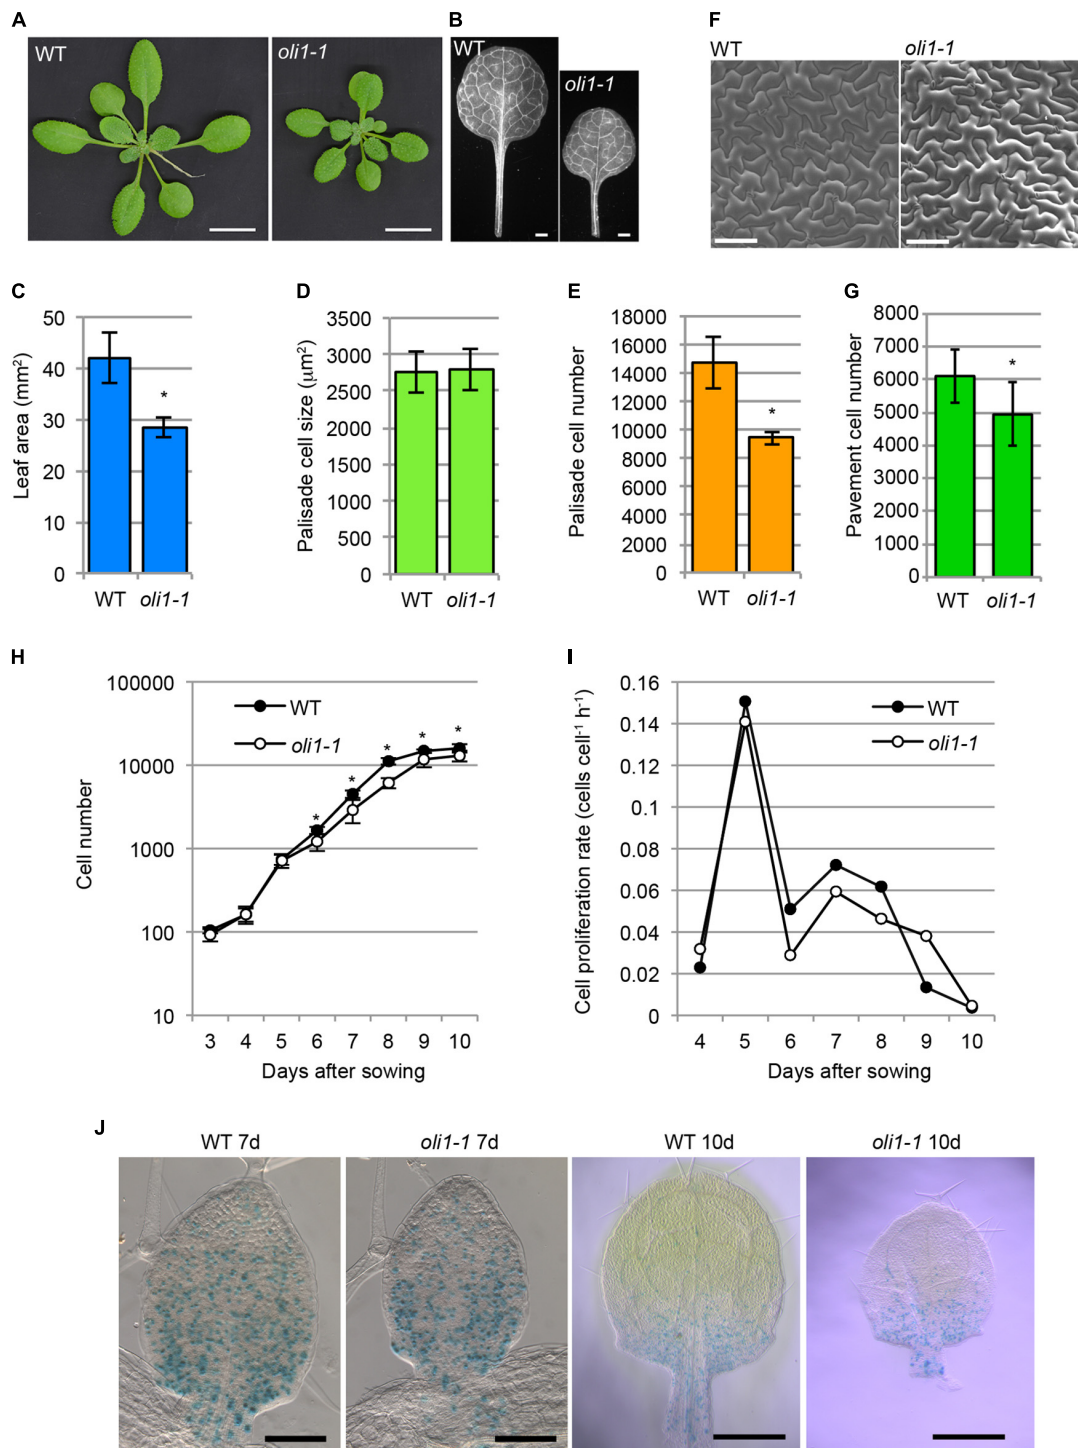 A
WT
oli1-1
B
WT
oli1-1
F
WT
oli1-1
C
Leaf area (mm²)
50
40
30
20
10
0
*
WT
oli1-1
D
Palisade cell size (μm²)
3500
3000
2500
2000
1500
1000
500
0
WT
oli1-1
E
Palisade cell number
18000
16000
14000
12000
10000
8000
6000
4000
2000
0
*
WT
oli1-1
G
Pavement cell number
8000
7000
6000
5000
4000
3000
2000
1000
0
*
WT
oli1-1
H
Cell number
100000
10000
1000
100
10
WT
oli1-1
* * * * *
3 4 5 6 7 8 9 10
Days after sowing
I
Cell proliferation rate (cells cell⁻¹ h⁻¹)
0.16
0.14
0.12
0.1
0.08
0.06
0.04
0.02
0
WT
oli1-1
4 5 6 7 8 9 10
Days after sowing
J
WT 7d
oli1-1 7d
WT 10d
oli1-1 10d